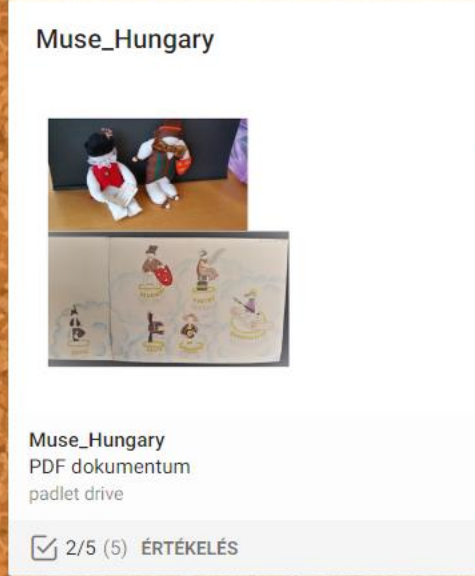 Muse_Hungary
Muse_Hungary
PDF dokumentum
padlet drive
2/5 (5) ÉRTÉKELÉS